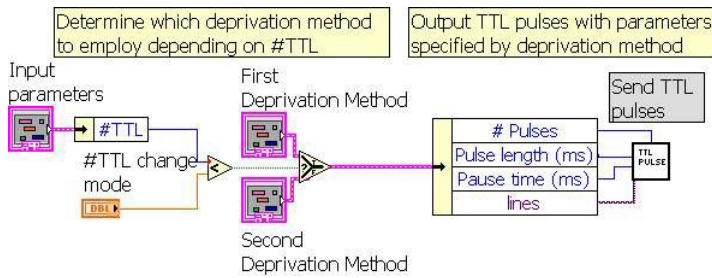 Determine which deprivation method
to employ depending on #TTL
Output TTL pulses with parameters
specified by deprivation method
Input
parameters
#TTL
#TTL change
mode
DBL
<
First
Deprivation Method
?
T
F
Second
Deprivation Method
# Pulses
Pulse length (ms)
Pause time (ms)
lines
Send TTL
pulses
TTL
PULSE